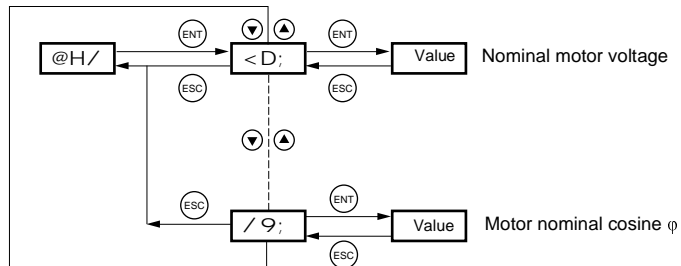 ENT ▼ ▲ ENT
@H/ <D; Value Nominal motor voltage
ESC ESC
▼ ▲
ESC ENT
/9; Value Motor nominal cosine φ
ESC